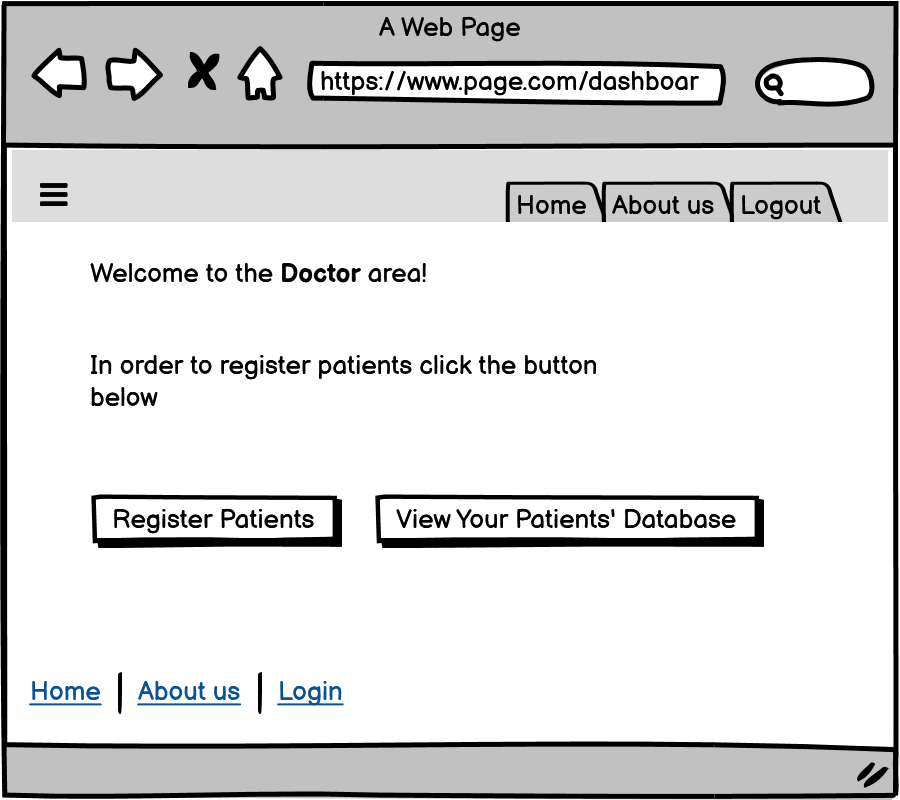 A Web Page
https://www.page.com/dashboar
Home About us Logout
Welcome to the Doctor area!
In order to register patients click the button
below
Register Patients View Your Patients' Database
Home About us Login